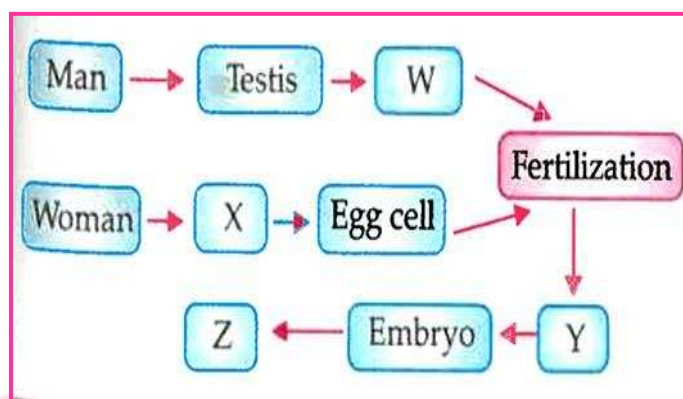 Man
Testis
W
Fertilization
Woman
X
Egg cell
Z
Embryo
Y